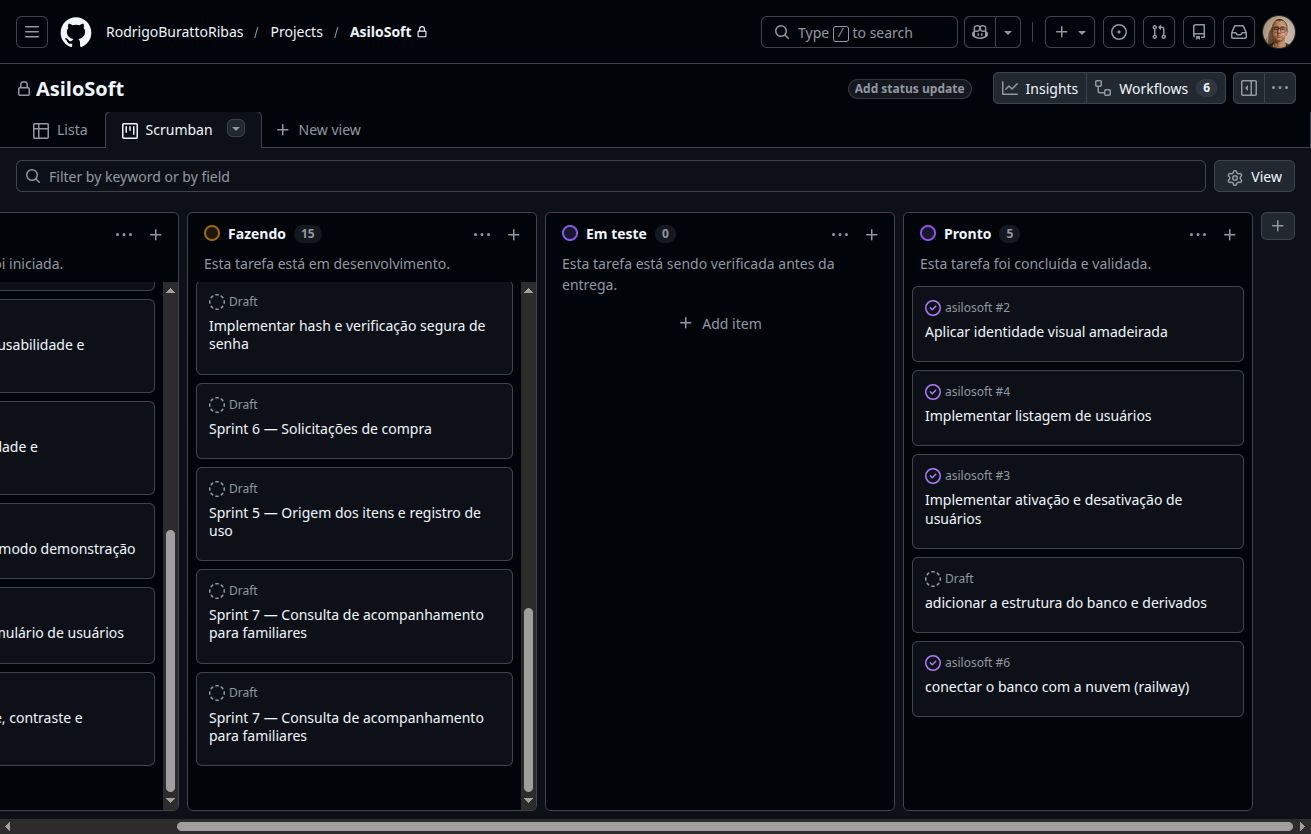 RodrigoBurattoRibas / Projects / AsiloSoft
Type / to search
AsiloSoft
Add status update
Insights
Workflows 6
Lista
Scrumban
New view
Filter by keyword or by field
View
oi iniciada.
usabilidade e
dade e
modo demonstração
mulário de usuários
e, contraste e
Fazendo 15
Esta tarefa está em desenvolvimento.
Draft
Implementar hash e verificação segura de
senha
Draft
Sprint 6 — Solicitações de compra
Draft
Sprint 5 — Origem dos itens e registro de
uso
Draft
Sprint 7 — Consulta de acompanhamento
para familiares
Draft
Sprint 7 — Consulta de acompanhamento
para familiares
Em teste 0
Esta tarefa está sendo verificada antes da
entrega.
Add item
Pronto 5
Esta tarefa foi concluída e validada.
asilosoft #2
Aplicar identidade visual amadeirada
asilosoft #4
Implementar listagem de usuários
asilosoft #3
Implementar ativação e desativação de
usuários
Draft
adicionar a estrutura do banco e derivados
asilosoft #6
conectar o banco com a nuvem (railway)